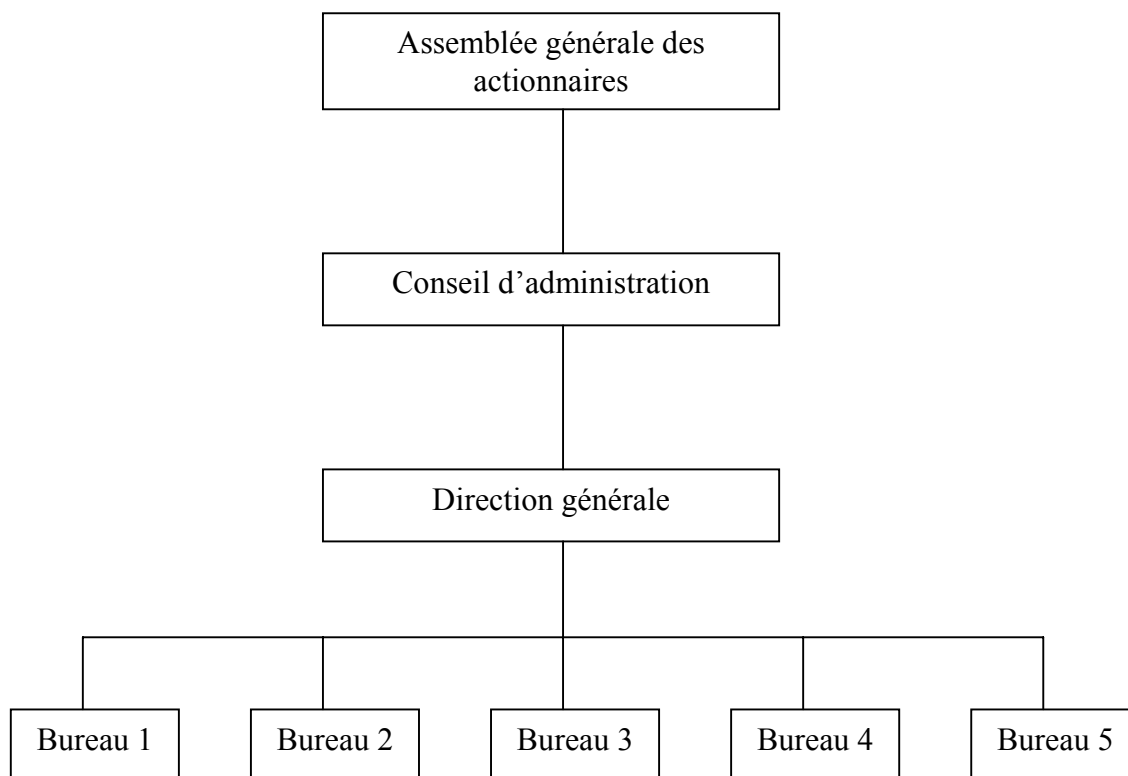 Assemblée générale des
actionnaires
Conseil d’administration
Direction générale
Bureau 1
Bureau 2
Bureau 3
Bureau 4
Bureau 5